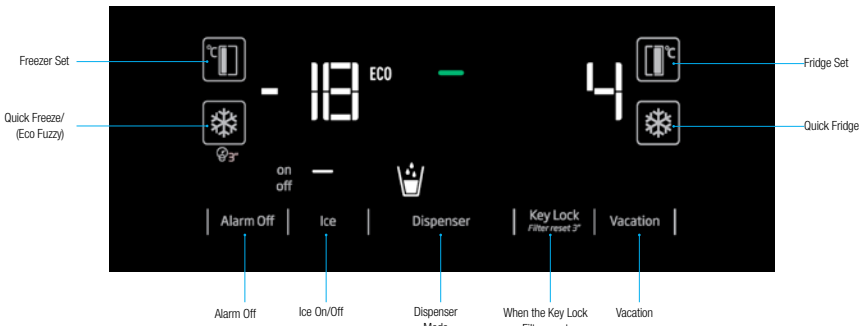 Freezer Set
°C
- 18
ECO
4
°C
Fridge Set
Quick Freeze/
(Eco Fuzzy)
3"
Quick Fridge
on
off
Alarm Off
Ice
Dispenser
Key Lock
Filter reset 3"
Vacation
Alarm Off
Ice On/Off
Dispenser
When the Key Lock
Vacation